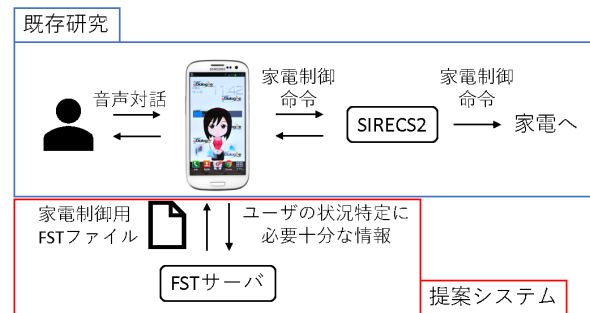 既存研究
音声対話
家電制御
命令
SIRECS2
家電制御
命令
家電へ
SAMSUNG
家電制御用
FSTファイル
ユーザの状況特定に
必要十分な情報
FSTサーバ
提案システム